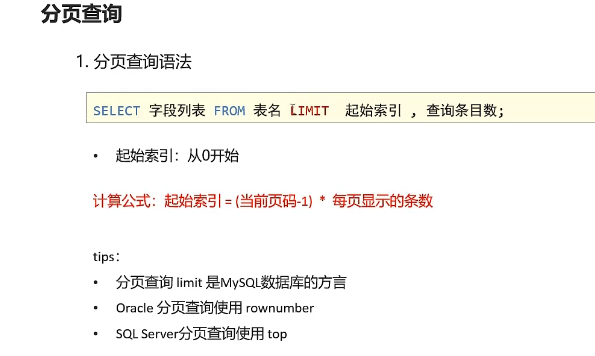 分页查询
1. 分页查询语法
SELECT 字段列表 FROM 表名 LIMIT 起始索引 , 查询条目数;
• 起始索引：从0开始
计算公式：起始索引 = (当前页码-1) * 每页显示的条数
tips：
• 分页查询 limit 是MySQL数据库的方言
• Oracle 分页查询使用 rownumber
• SQL Server分页查询使用 top